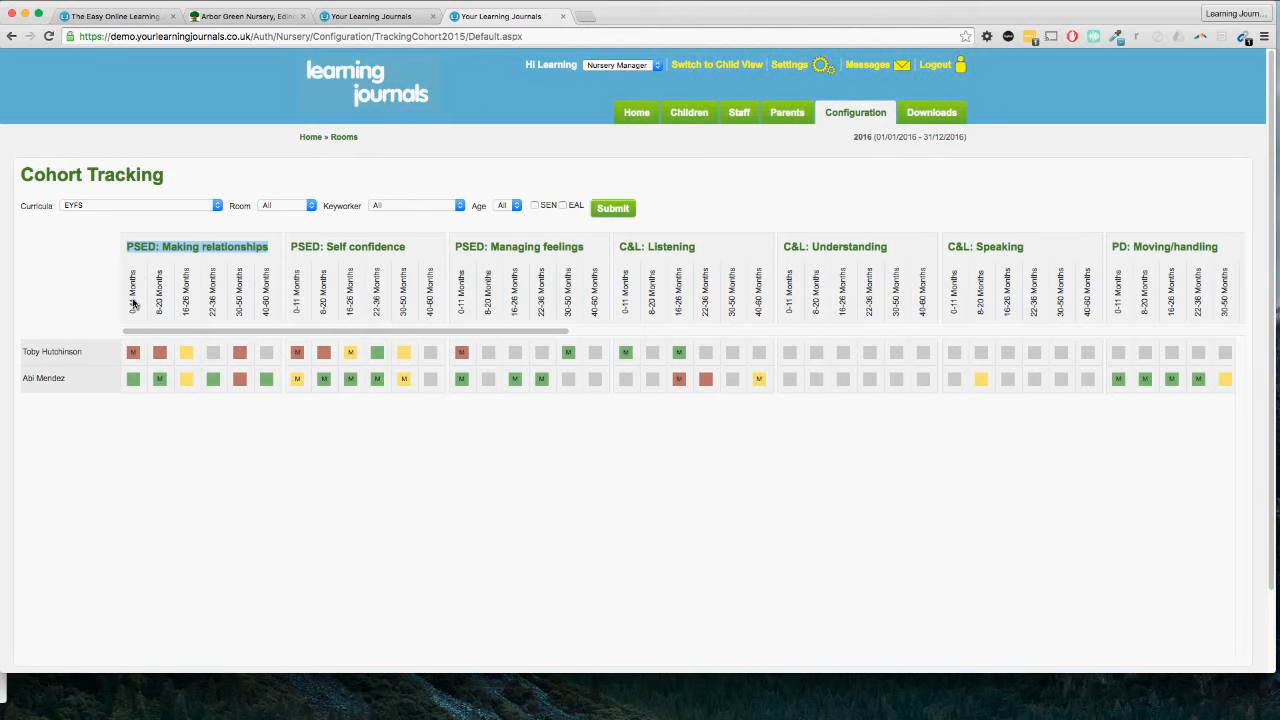 The Easy Online Learning
Arbor Green Nursery, Edin
Your Learning Journals
Your Learning Journals
Learning Journ...
https://demo.yourlearningjournals.co.uk/Auth/Nursery/Configuration/TrackingCohort2015/Default.aspx
learning journals
Hi Learning Nursery Manager Switch to Child View Settings Messages Logout
Home Children Staff Parents Configuration Downloads
Home » Rooms
2016 (01/01/2016 - 31/12/2016)
Cohort Tracking
Curricula EYFS Room All Keyworker All Age All SEN EAL Submit
PSED: Making relationships PSED: Self confidence PSED: Managing feelings C&L: Listening C&L: Understanding C&L: Speaking PD: Moving/handling
0-11 Months 8-20 Months 16-26 Months 22-36 Months 30-50 Months 40-60 Months 0-11 Months 8-20 Months 16-26 Months 22-36 Months 30-50 Months 40-60 Months 0-11 Months 8-20 Months 16-26 Months 22-36 Months 30-50 Months 40-60 Months 0-11 Months 8-20 Months 16-26 Months 22-36 Months 30-50 Months 40-60 Months 0-11 Months 8-20 Months 16-26 Months 22-36 Months 30-50 Months 40-60 Months 0-11 Months 8-20 Months 16-26 Months 22-36 Months 30-50 Months 40-60 Months 0-11 Months 8-20 Months 16-26 Months 22-36 Months 30-50 Months
Toby Hutchinson M M M M M M M
Abi Mendez M M M M M M M M M M M M M M M